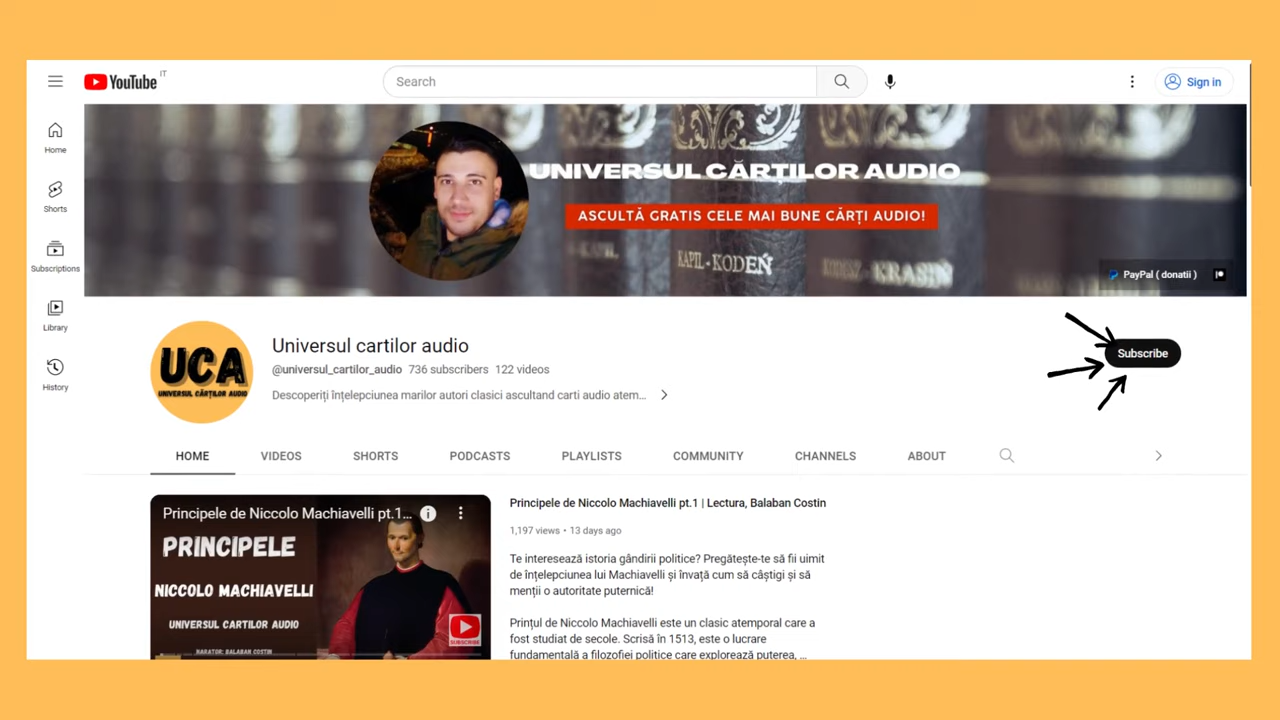 YouTube IT
Search
Sign in
Home
Shorts
Subscriptions
Library
History
UNIVERSUL CĂRȚILOR AUDIO
ASCULTĂ GRATIS CELE MAI BUNE CĂRȚI AUDIO!
KAPIL-KODEŃ
KRASIŃ
PayPal ( donatii )
UCA
UNIVERSUL CĂRȚILOR AUDIO
Universul cartilor audio
@universul_cartilor_audio 736 subscribers 122 videos
Descoperiți înțelepciunea marilor autori clasici ascultand carti audio atem...
Subscribe
HOME VIDEOS SHORTS PODCASTS PLAYLISTS COMMUNITY CHANNELS ABOUT
Principele de Niccolo Machiavelli pt.1...
PRINCIPELE
NICCOLO MACHIAVELLI
UNIVERSUL CARTILOR AUDIO
NARATOR: BALABAN COSTIN
SUBSCRIBE
Principele de Niccolo Machiavelli pt.1 | Lectura, Balaban Costin
1,197 views • 13 days ago
Te interesează istoria gândirii politice? Pregătește-te să fii uimit
de înțelepciunea lui Machiavelli și învață cum să câștigi și să
menții o autoritate puternică!
Prințul de Niccolo Machiavelli este un clasic atemporal care a
fost studiat de secole. Scrisă în 1513, este o lucrare
fundamentală a filozofiei politice care explorează puterea, ...